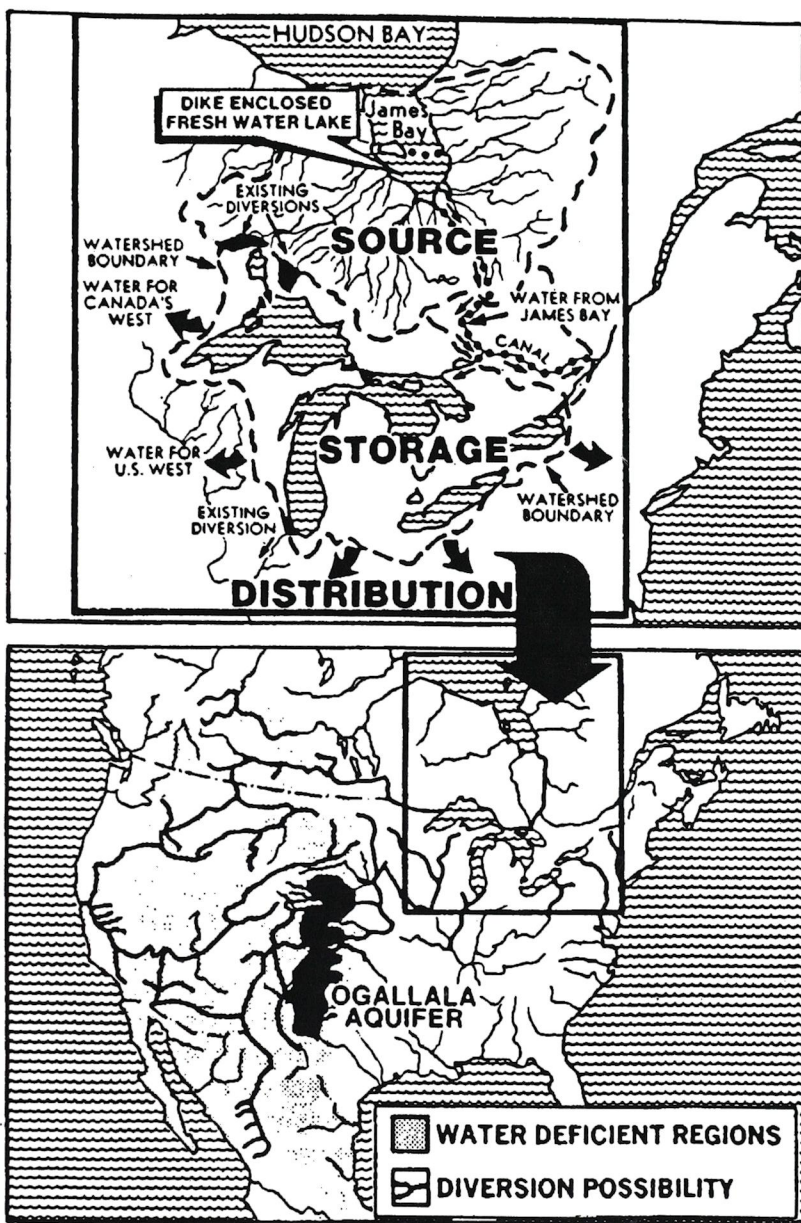 HUDSON BAY
DIKE ENCLOSED
FRESH WATER LAKE
James
Bay
EXISTING
DIVERSIONS
SOURCE
WATERSHED
BOUNDARY
WATER FOR
CANADA'S
WEST
WATER FROM
JAMES BAY
CANAL
STORAGE
WATER FOR
U.S. WEST
EXISTING
DIVERSION
WATERSHED
BOUNDARY
DISTRIBUTION
OGALLALA
AQUIFER
WATER DEFICIENT REGIONS
DIVERSION POSSIBILITY